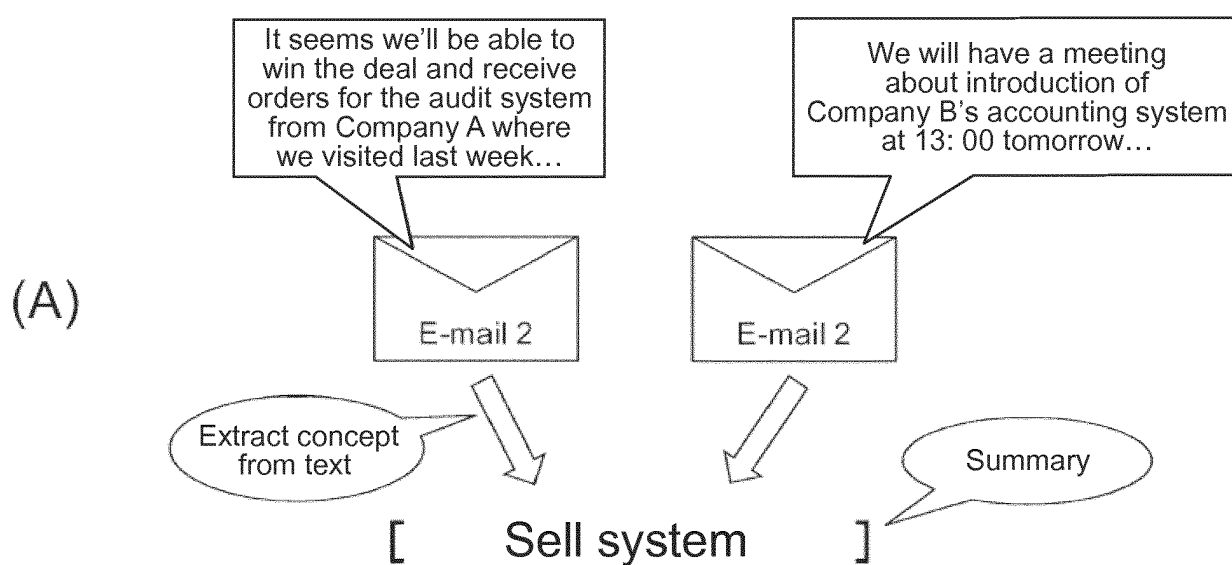 It seems we'll be able to
win the deal and receive
orders for the audit system
from Company A where
we visited last week…
We will have a meeting
about introduction of
Company B's accounting system
at 13: 00 tomorrow…
(A)
E-mail 2
E-mail 2
Extract concept
from text
Summary
[ Sell system ]